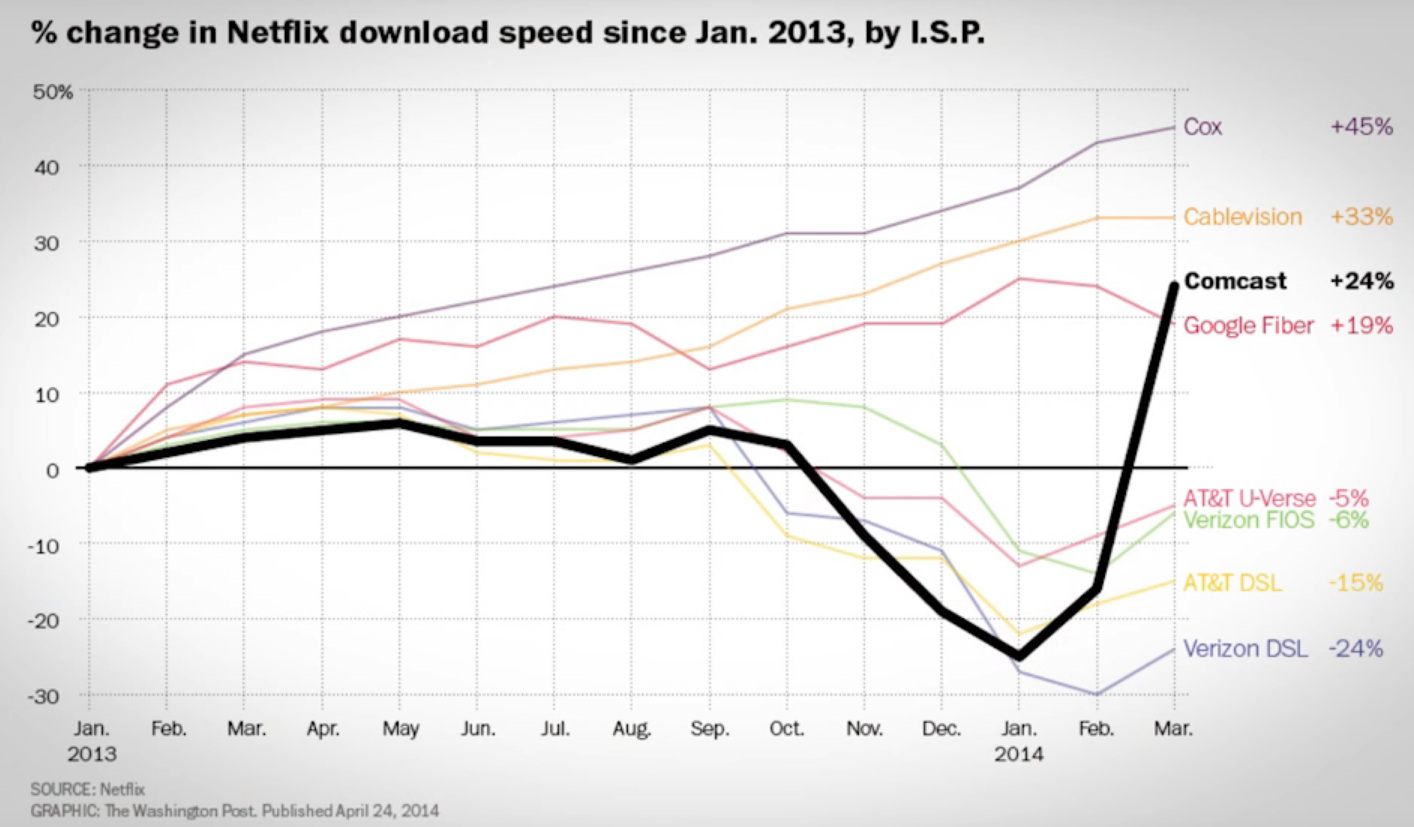 % change in Netflix download speed since Jan. 2013, by I.S.P.
50%
40
30
20
10
0
-10
-20
-30
Cox +45%
Cablevision +33%
Comcast +24%
Google Fiber +19%
AT&T U-Verse -5%
Verizon FIOS -6%
AT&T DSL -15%
Verizon DSL -24%
Jan. Feb. Mar. Apr. May Jun. Jul. Aug. Sep. Oct. Nov. Dec. Jan. Feb. Mar.
2013 2014
SOURCE: Netflix
GRAPHIC: The Washington Post. Published April 24, 2014